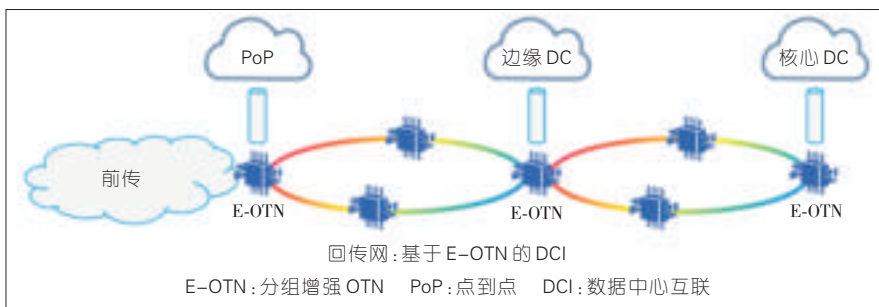 PoP
边缘 DC
核心 DC
前传
E-OTN
E-OTN
E-OTN
回传网：基于 E-OTN 的 DCI
E-OTN：分组增强 OTN PoP：点到点 DCI：数据中心互联